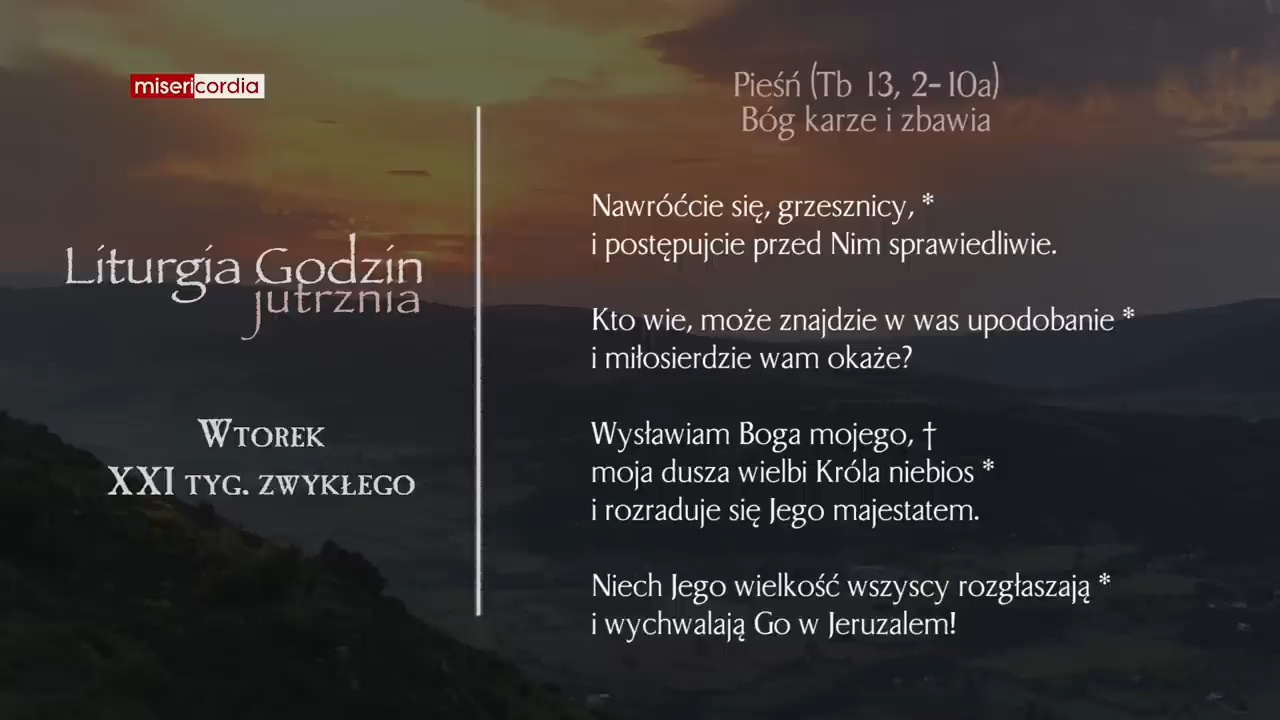 misericordia
Liturgia Godzin
jutrznia
Wtorek
XXI tyg. zwykłego
Pieśń (Tb 13, 2-10a)
Bóg karze i zbawia
Nawróćcie się, grzesznicy, *
i postępujcie przed Nim sprawiedliwie.
Kto wie, może znajdzie w was upodobanie *
i miłosierdzie wam okaże?
Wysławiam Boga mojego, †
moja dusza wielbi Króla niebios *
i rozraduje się Jego majestatem.
Niech Jego wielkość wszyscy rozgłaszają *
i wychwalają Go w Jeruzalem!